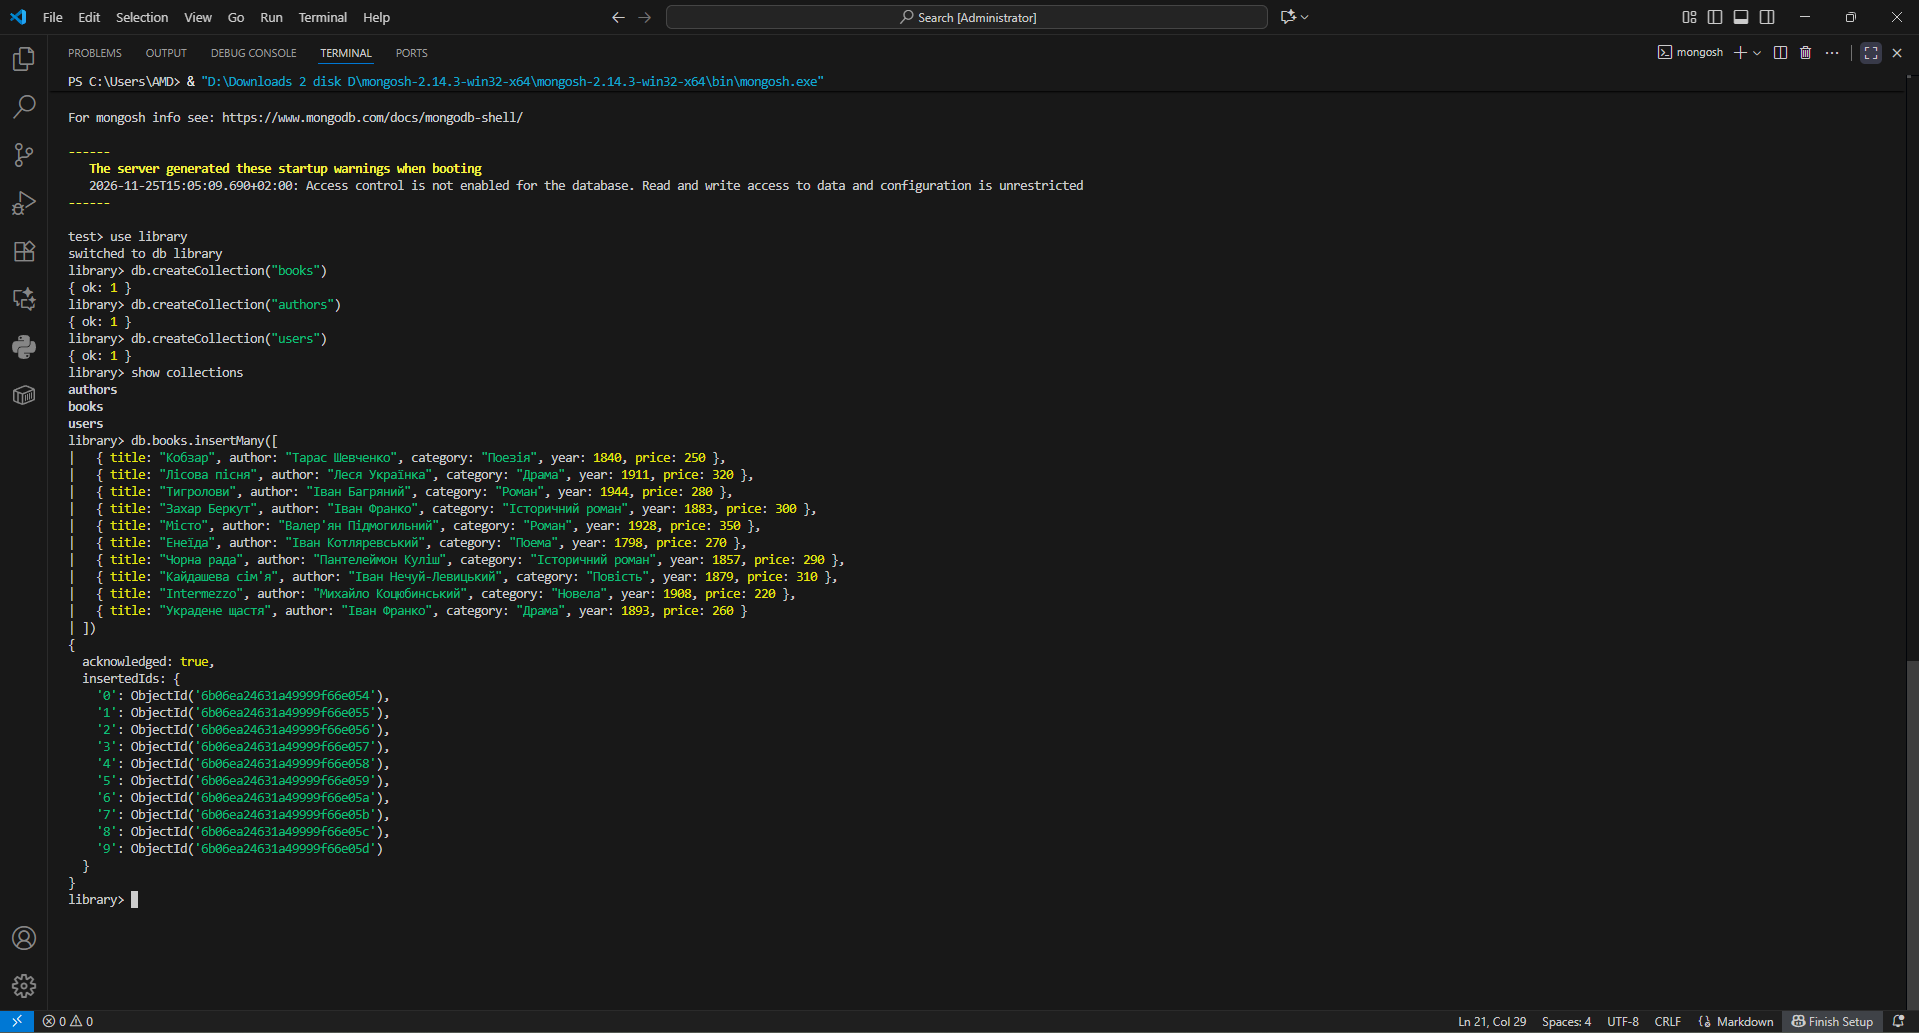 File Edit Selection View Go Run Terminal Help
Search [Administrator]
PROBLEMS OUTPUT DEBUG CONSOLE TERMINAL PORTS
mongosh
PS C:\Users\AMD> & "D:\Downloads 2 disk D\mongosh-2.14.3-win32-x64\mongosh-2.14.3-win32-x64\bin\mongosh.exe"
For mongosh info see: https://www.mongodb.com/docs/mongodb-shell/
------
The server generated these startup warnings when booting
2026-11-25T15:05:09.690+02:00: Access control is not enabled for the database. Read and write access to data and configuration is unrestricted
------
test> use library
switched to db library
library> db.createCollection("books")
{ ok: 1 }
library> db.createCollection("authors")
{ ok: 1 }
library> db.createCollection("users")
{ ok: 1 }
library> show collections
authors
books
users
library> db.books.insertMany([
|   { title: "Кобзар", author: "Тарас Шевченко", category: "Поезія", year: 1840, price: 250 },
|   { title: "Лісова пісня", author: "Леся Українка", category: "Драма", year: 1911, price: 320 },
|   { title: "Тигролови", author: "Іван Багряний", category: "Роман", year: 1944, price: 280 },
|   { title: "Захар Беркут", author: "Іван Франко", category: "Історичний роман", year: 1883, price: 300 },
|   { title: "Місто", author: "Валер'ян Підмогильний", category: "Роман", year: 1928, price: 350 },
|   { title: "Енеїда", author: "Іван Котляревський", category: "Поема", year: 1798, price: 270 },
|   { title: "Чорна рада", author: "Пантелеймон Куліш", category: "Історичний роман", year: 1857, price: 290 },
|   { title: "Кайдашева сім'я", author: "Іван Нечуй-Левицький", category: "Повість", year: 1879, price: 310 },
|   { title: "Intermezzo", author: "Михайло Коцюбинський", category: "Новела", year: 1908, price: 220 },
|   { title: "Украдене щастя", author: "Іван Франко", category: "Драма", year: 1893, price: 260 }
| ])
{
  acknowledged: true,
  insertedIds: {
    '0': ObjectId('6b06ea24631a49999f66e054'),
    '1': ObjectId('6b06ea24631a49999f66e055'),
    '2': ObjectId('6b06ea24631a49999f66e056'),
    '3': ObjectId('6b06ea24631a49999f66e057'),
    '4': ObjectId('6b06ea24631a49999f66e058'),
    '5': ObjectId('6b06ea24631a49999f66e059'),
    '6': ObjectId('6b06ea24631a49999f66e05a'),
    '7': ObjectId('6b06ea24631a49999f66e05b'),
    '8': ObjectId('6b06ea24631a49999f66e05c'),
    '9': ObjectId('6b06ea24631a49999f66e05d')
  }
}
library>
0 0 Ln 21, Col 29 Spaces: 4 UTF-8 CRLF {} Markdown Finish Setup